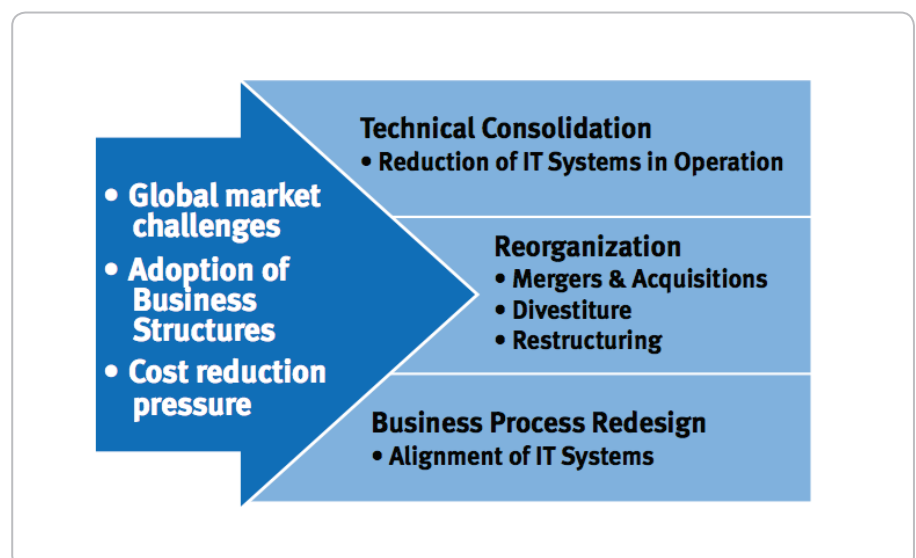 • Global market
challenges
• Adoption of
Business
Structures
• Cost reduction
pressure
Technical Consolidation
• Reduction of IT Systems in Operation
Reorganization
• Mergers & Acquisitions
• Divestiture
• Restructuring
Business Process Redesign
• Alignment of IT Systems